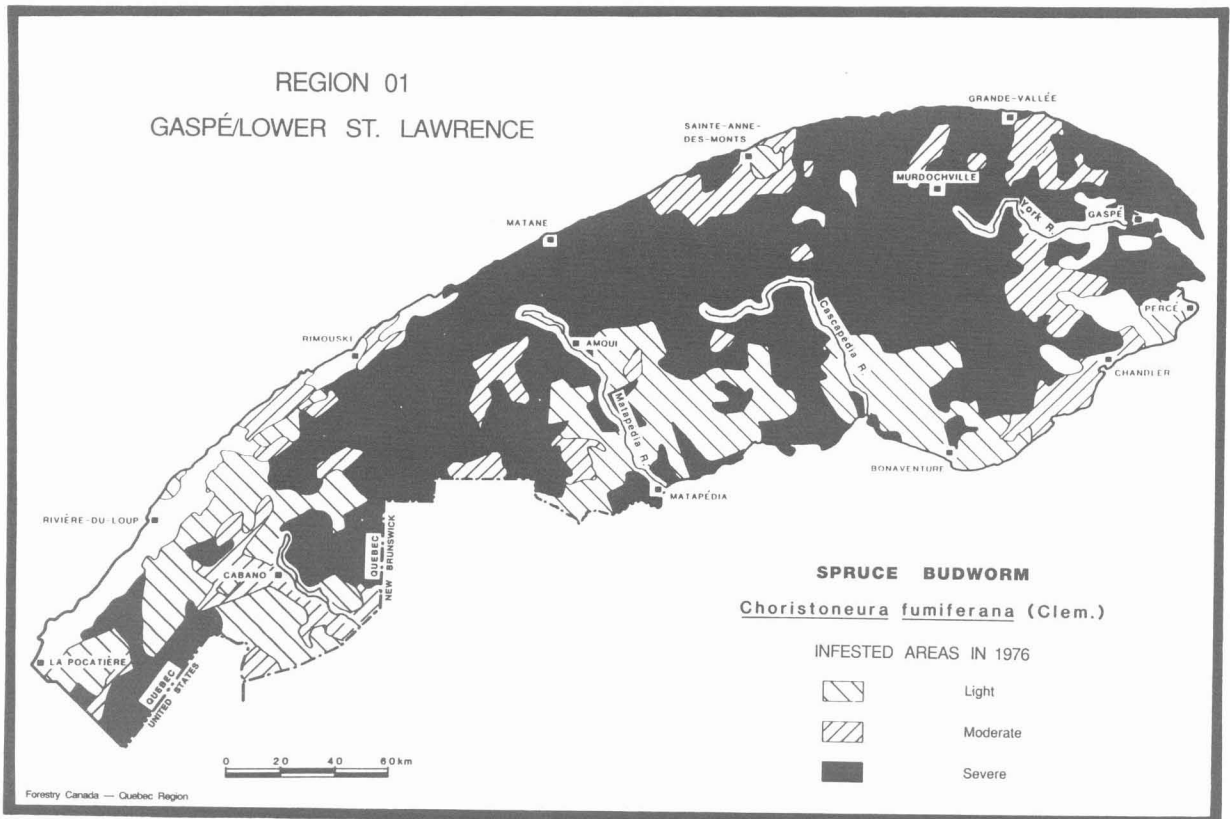 REGION 01
GASPÉ/LOWER ST. LAWRENCE
GRANDE-VALLÉE
SAINTE-ANNE-
DES-MONTS
MURDOCHVILLE
York R.
GASPÉ
MATANE
PERCÉ
RIMOUSKI
AMQUI
Cascapedia R.
CHANDLER
Matapedia R.
BONAVENTURE
MATAPÉDIA
RIVIÈRE-DU-LOUP
QUEBEC
NEW BRUNSWICK
CABANO
LA POCATIÈRE
QUEBEC
UNITED STATES
SPRUCE BUDWORM
Choristoneura fumiferana (Clem.)
INFESTED AREAS IN 1976
Light
Moderate
Severe
0 20 40 60 km
Forestry Canada — Quebec Region